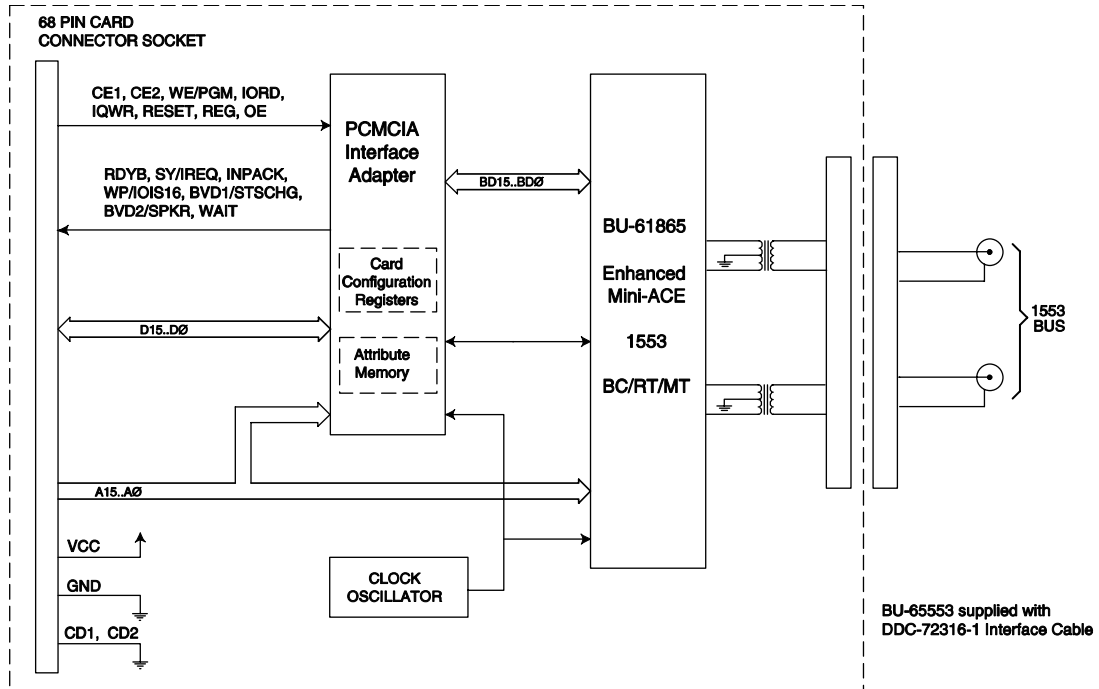 68 PIN CARD
CONNECTOR SOCKET
CE1, CE2, WE/PGM, IORD,
IQWR, RESET, REG, OE
RDYB, SY/IREQ, INPACK,
WP/IOIS16, BVD1/STSCHG,
BVD2/SPKR, WAIT
D15..DØ
A15..AØ
VCC
GND
CD1, CD2
PCMCIA
Interface
Adapter
Card
Configuration
Registers
Attribute
Memory
CLOCK
OSCILLATOR
BD15..BDØ
BU-61865
Enhanced
Mini-ACE
1553
BC/RT/MT
1553
BUS
BU-65553 supplied with
DDC-72316-1 Interface Cable